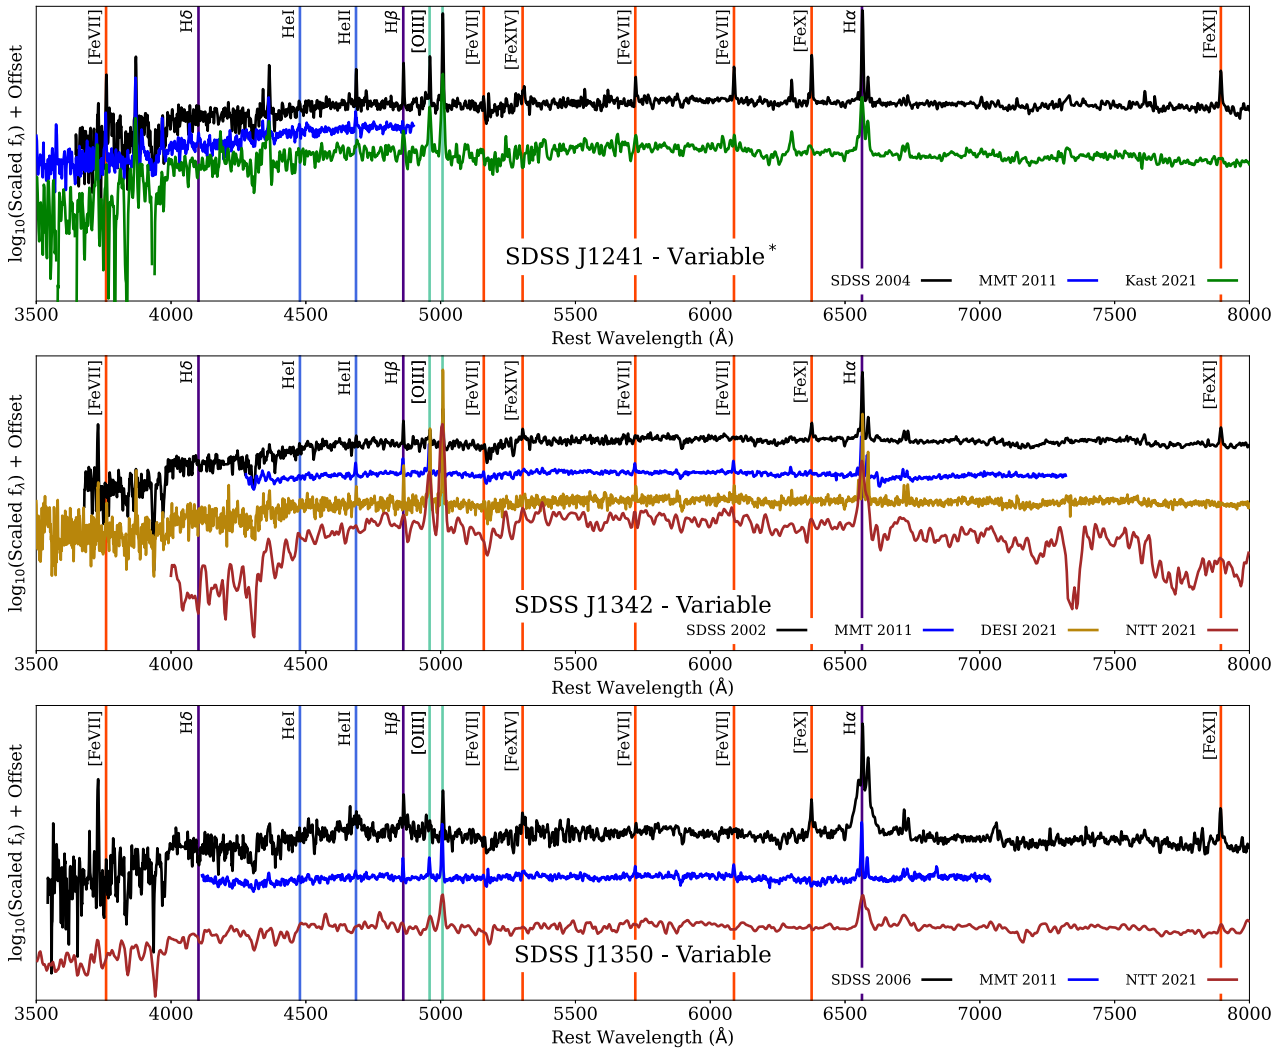 log₁₀(Scaled f_λ) + Offset
[FeVII] Hδ HeI HeII Hβ [OIII] [FeVII] [FeXIV] [FeVII] [FeVII] [FeX] Hα [FeXI]
SDSS J1241 - Variable*
SDSS 2004 MMT 2011 Kast 2021
3500 4000 4500 5000 5500 6000 6500 7000 7500 8000
Rest Wavelength (Å)
log₁₀(Scaled f_λ) + Offset
[FeVII] Hδ HeI HeII Hβ [OIII] [FeVII] [FeXIV] [FeVII] [FeVII] [FeX] Hα [FeXI]
SDSS J1342 - Variable
SDSS 2002 MMT 2011 DESI 2021 NTT 2021
3500 4000 4500 5000 5500 6000 6500 7000 7500 8000
Rest Wavelength (Å)
log₁₀(Scaled f_λ) + Offset
[FeVII] Hδ HeI HeII Hβ [OIII] [FeVII] [FeXIV] [FeVII] [FeVII] [FeX] Hα [FeXI]
SDSS J1350 - Variable
SDSS 2006 MMT 2011 NTT 2021
3500 4000 4500 5000 5500 6000 6500 7000 7500 8000
Rest Wavelength (Å)